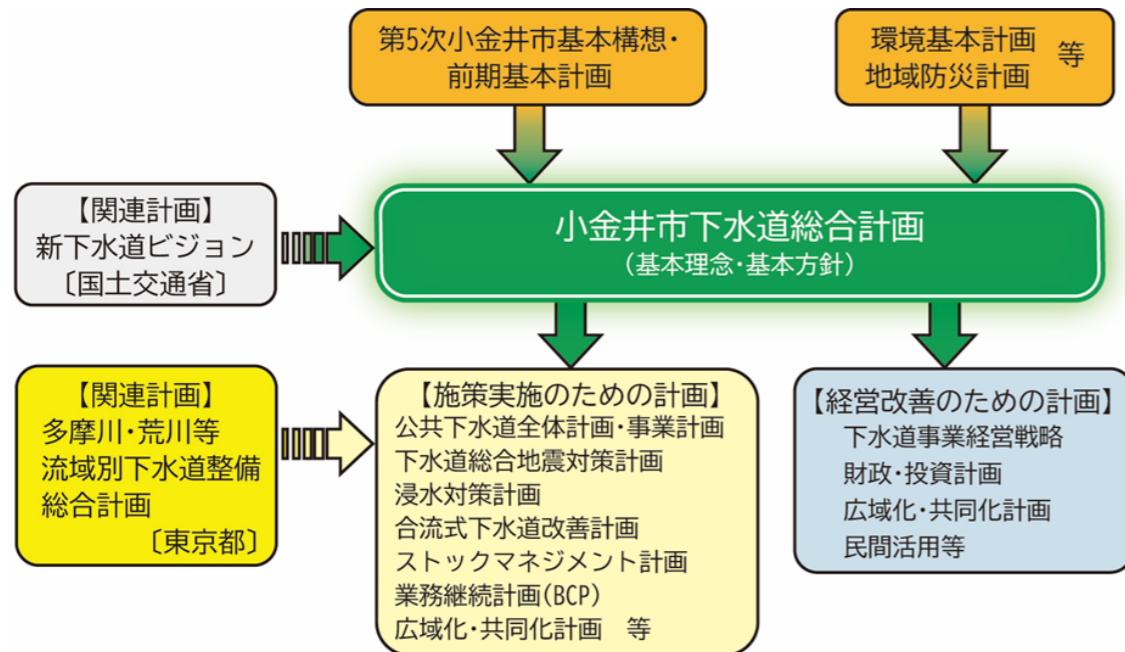 第5次小金井市基本構想・
前期基本計画
環境基本計画
地域防災計画
等
【関連計画】
新下水道ビジョン
〔国土交通省〕
小金井市下水道総合計画
(基本理念・基本方針)
【関連計画】
多摩川・荒川等
流域別下水道整備
総合計画
〔東京都〕
【施策実施のための計画】
公共下水道全体計画・事業計画
下水道総合地震対策計画
浸水対策計画
合流式下水道改善計画
ストックマネジメント計画
業務継続計画(BCP)
広域化・共同化計画　等
【経営改善のための計画】
下水道事業経営戦略
財政・投資計画
広域化・共同化計画
民間活用等